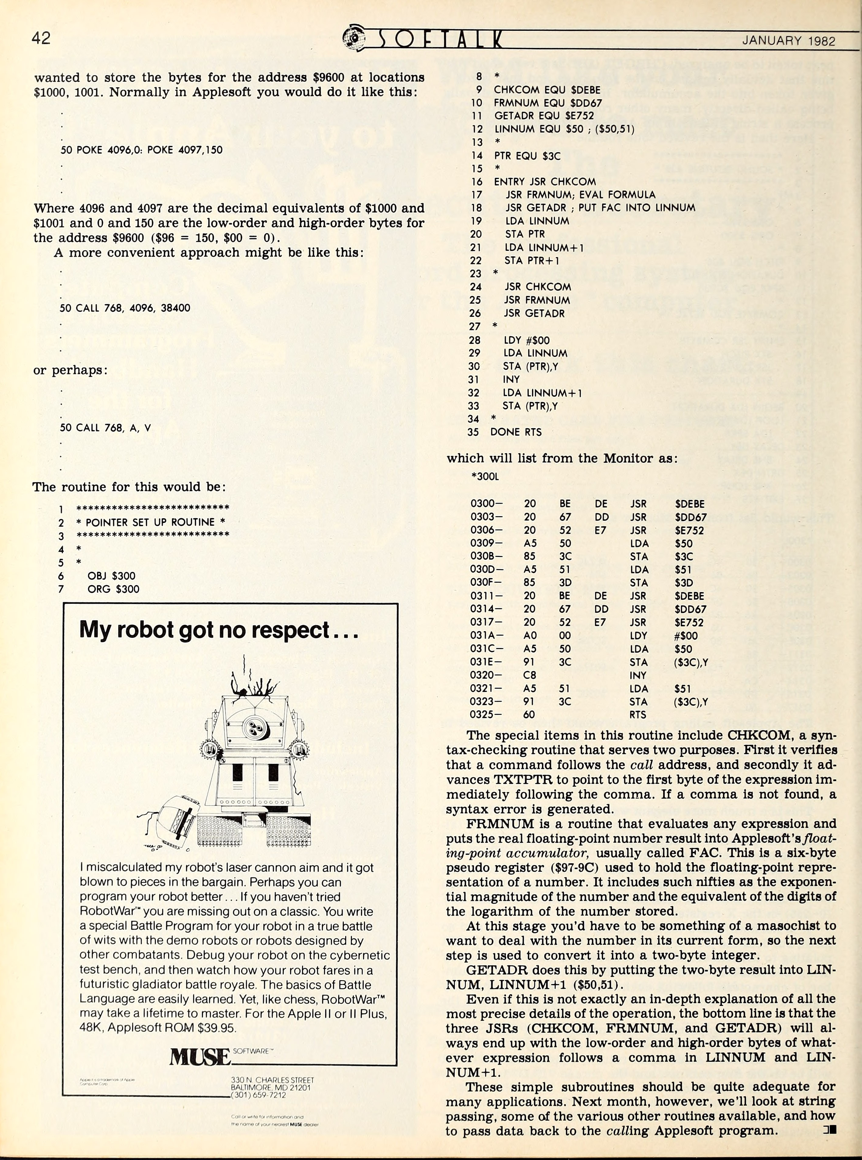 42
SOFTALK
JANUARY 1982
wanted to store the bytes for the address $9600 at locations
$1000, 1001. Normally in Applesoft you would do it like this:
.
.
.
50 POKE 4096,0: POKE 4097,150
.
.
.
Where 4096 and 4097 are the decimal equivalents of $1000 and
$1001 and 0 and 150 are the low-order and high-order bytes for
the address $9600 ($96 = 150, $00 = 0).
A more convenient approach might be like this:
.
.
.
50 CALL 768, 4096, 38400
.
.
.
or perhaps:
.
.
.
50 CALL 768, A, V
.
.
.
The routine for this would be:
1 **************************
2 * POINTER SET UP ROUTINE *
3 **************************
4 *
5 *
6 OBJ $300
7 ORG $300
My robot got no respect...
I miscalculated my robot's laser cannon aim and it got
blown to pieces in the bargain. Perhaps you can
program your robot better... If you haven't tried
RobotWar™ you are missing out on a classic. You write
a special Battle Program for your robot in a true battle
of wits with the demo robots or robots designed by
other combatants. Debug your robot on the cybernetic
test bench, and then watch how your robot fares in a
futuristic gladiator battle royale. The basics of Battle
Language are easily learned. Yet, like chess, RobotWar™
may take a lifetime to master. For the Apple II or II Plus,
48K, Applesoft ROM $39.95.
MUSE SOFTWARE™
330 N. CHARLES STREET
BALTIMORE, MD 21201
(301) 659-7212
Call or write for information and
the name of your nearest MUSE dealer
8 *
9 CHKCOM EQU $DEBE
10 FRMNUM EQU $DD67
11 GETADR EQU $E752
12 LINNUM EQU $50 ; ($50,51)
13 *
14 PTR EQU $3C
15 *
16 ENTRY JSR CHKCOM
17 JSR FRMNUM; EVAL FORMULA
18 JSR GETADR ; PUT FAC INTO LINNUM
19 LDA LINNUM
20 STA PTR
21 LDA LINNUM+1
22 STA PTR+1
23 *
24 JSR CHKCOM
25 JSR FRMNUM
26 JSR GETADR
27 *
28 LDY #$00
29 LDA LINNUM
30 STA (PTR),Y
31 INY
32 LDA LINNUM+1
33 STA (PTR),Y
34 *
35 DONE RTS
which will list from the Monitor as:
*300L
0300— 20 BE DE JSR $DEBE
0303— 20 67 DD JSR $DD67
0306— 20 52 E7 JSR $E752
0309— A5 50 LDA $50
030B— 85 3C STA $3C
030D— A5 51 LDA $51
030F— 85 3D STA $3D
0311— 20 BE DE JSR $DEBE
0314— 20 67 DD JSR $DD67
0317— 20 52 E7 JSR $E752
031A— A0 00 LDY #$00
031C— A5 50 LDA $50
031E— 91 3C STA ($3C),Y
0320— C8 INY
0321— A5 51 LDA $51
0323— 91 3C STA ($3C),Y
0325— 60 RTS
The special items in this routine include CHKCOM, a syn-
tax-checking routine that serves two purposes. First it verifies
that a command follows the call address, and secondly it ad-
vances TXTPTR to point to the first byte of the expression im-
mediately following the comma. If a comma is not found, a
syntax error is generated.
FRMNUM is a routine that evaluates any expression and
puts the real floating-point number result into Applesoft's float-
ing-point accumulator, usually called FAC. This is a six-byte
pseudo register ($97-9C) used to hold the floating-point repre-
sentation of a number. It includes such nifties as the exponen-
tial magnitude of the number and the equivalent of the digits of
the logarithm of the number stored.
At this stage you'd have to be something of a masochist to
want to deal with the number in its current form, so the next
step is used to convert it into a two-byte integer.
GETADR does this by putting the two-byte result into LIN-
NUM, LINNUM+1 ($50,51).
Even if this is not exactly an in-depth explanation of all the
most precise details of the operation, the bottom line is that the
three JSRs (CHKCOM, FRMNUM, and GETADR) will al-
ways end up with the low-order and high-order bytes of what-
ever expression follows a comma in LINNUM and LIN-
NUM+1.
These simple subroutines should be quite adequate for
many applications. Next month, however, we'll look at string
passing, some of the various other routines available, and how
to pass data back to the calling Applesoft program.